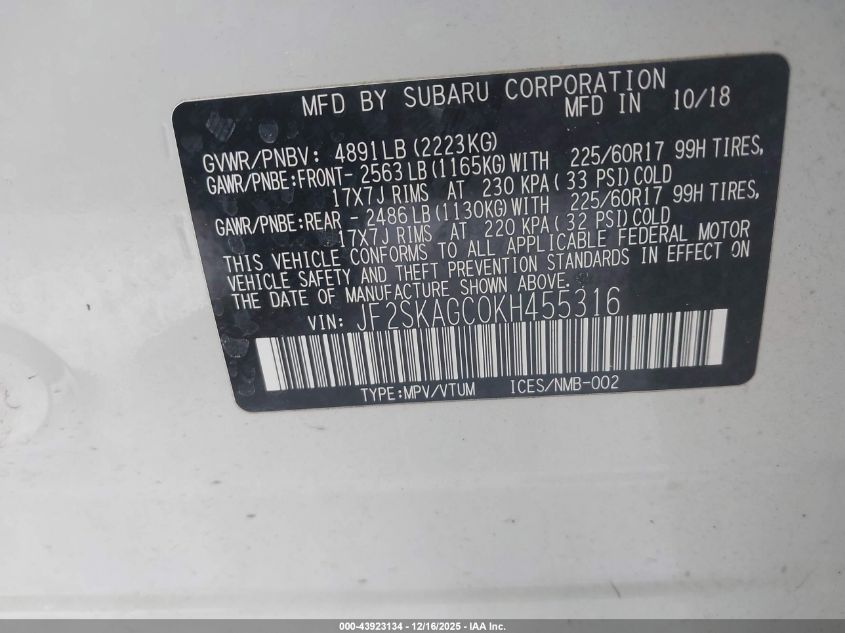 MFD BY SUBARU CORPORATION
MFD IN 10/18
GVWR/PNBV: 4891LB (2223KG)
GAWR/PNBE:FRONT- 2563LB(1165KG)WITH 225/60R17 99H TIRES,
17X7J RIMS AT 230 KPA(33 PSI)COLD
GAWR/PNBE:REAR - 2486LB(1130KG)WITH 225/60R17 99H TIRES,
17X7J RIMS AT 220 KPA(32 PSI)COLD
THIS VEHICLE CONFORMS TO ALL APPLICABLE FEDERAL MOTOR
VEHICLE SAFETY AND THEFT PREVENTION STANDARDS IN EFFECT ON
THE DATE OF MANUFACTURE SHOWN ABOVE.
VIN: JF2SKAGC0KH455316
TYPE:MPV/VTUM ICES/NMB-002
000-43923134 - 12/16/2025 - IAA Inc.